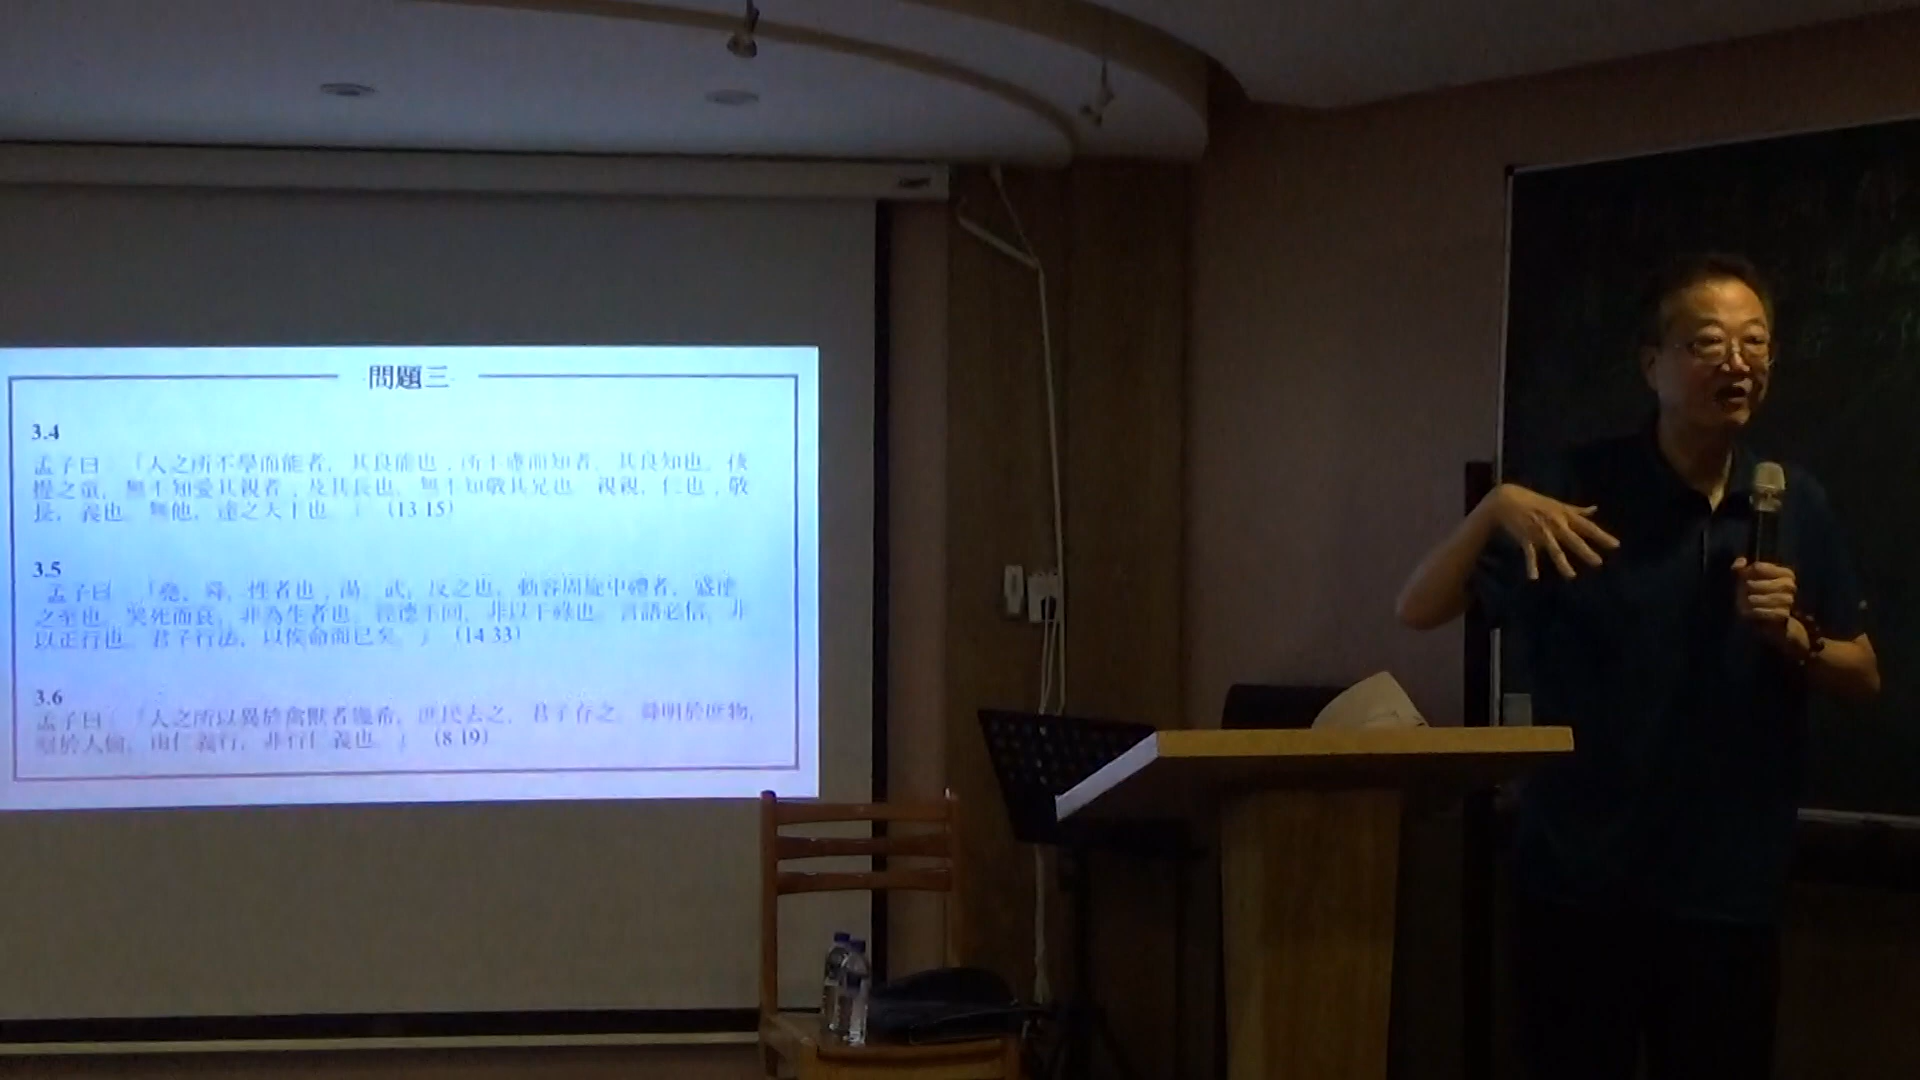 問題三
3.4
孟子曰：「人之所不學而能者，其良能也；所不慮而知者，其良知也。孩
提之童，無不知愛其親者；及其長也，無不知敬其兄也。親親，仁也；敬
長，義也。無他，達之天下也。」（13.15）
3.5
孟子曰：「堯、舜，性者也；湯、武，反之也。動容周旋中禮者，盛德
之至也。哭死而哀，非為生者也。經德不回，非以干祿也。言語必信，非
以正行也。君子行法，以俟命而已矣。」（14.33）
3.6
孟子曰：「人之所以異於禽獸者幾希，庶民去之，君子存之。舜明於庶物，
察於人倫，由仁義行，非行仁義也。」（8.19）